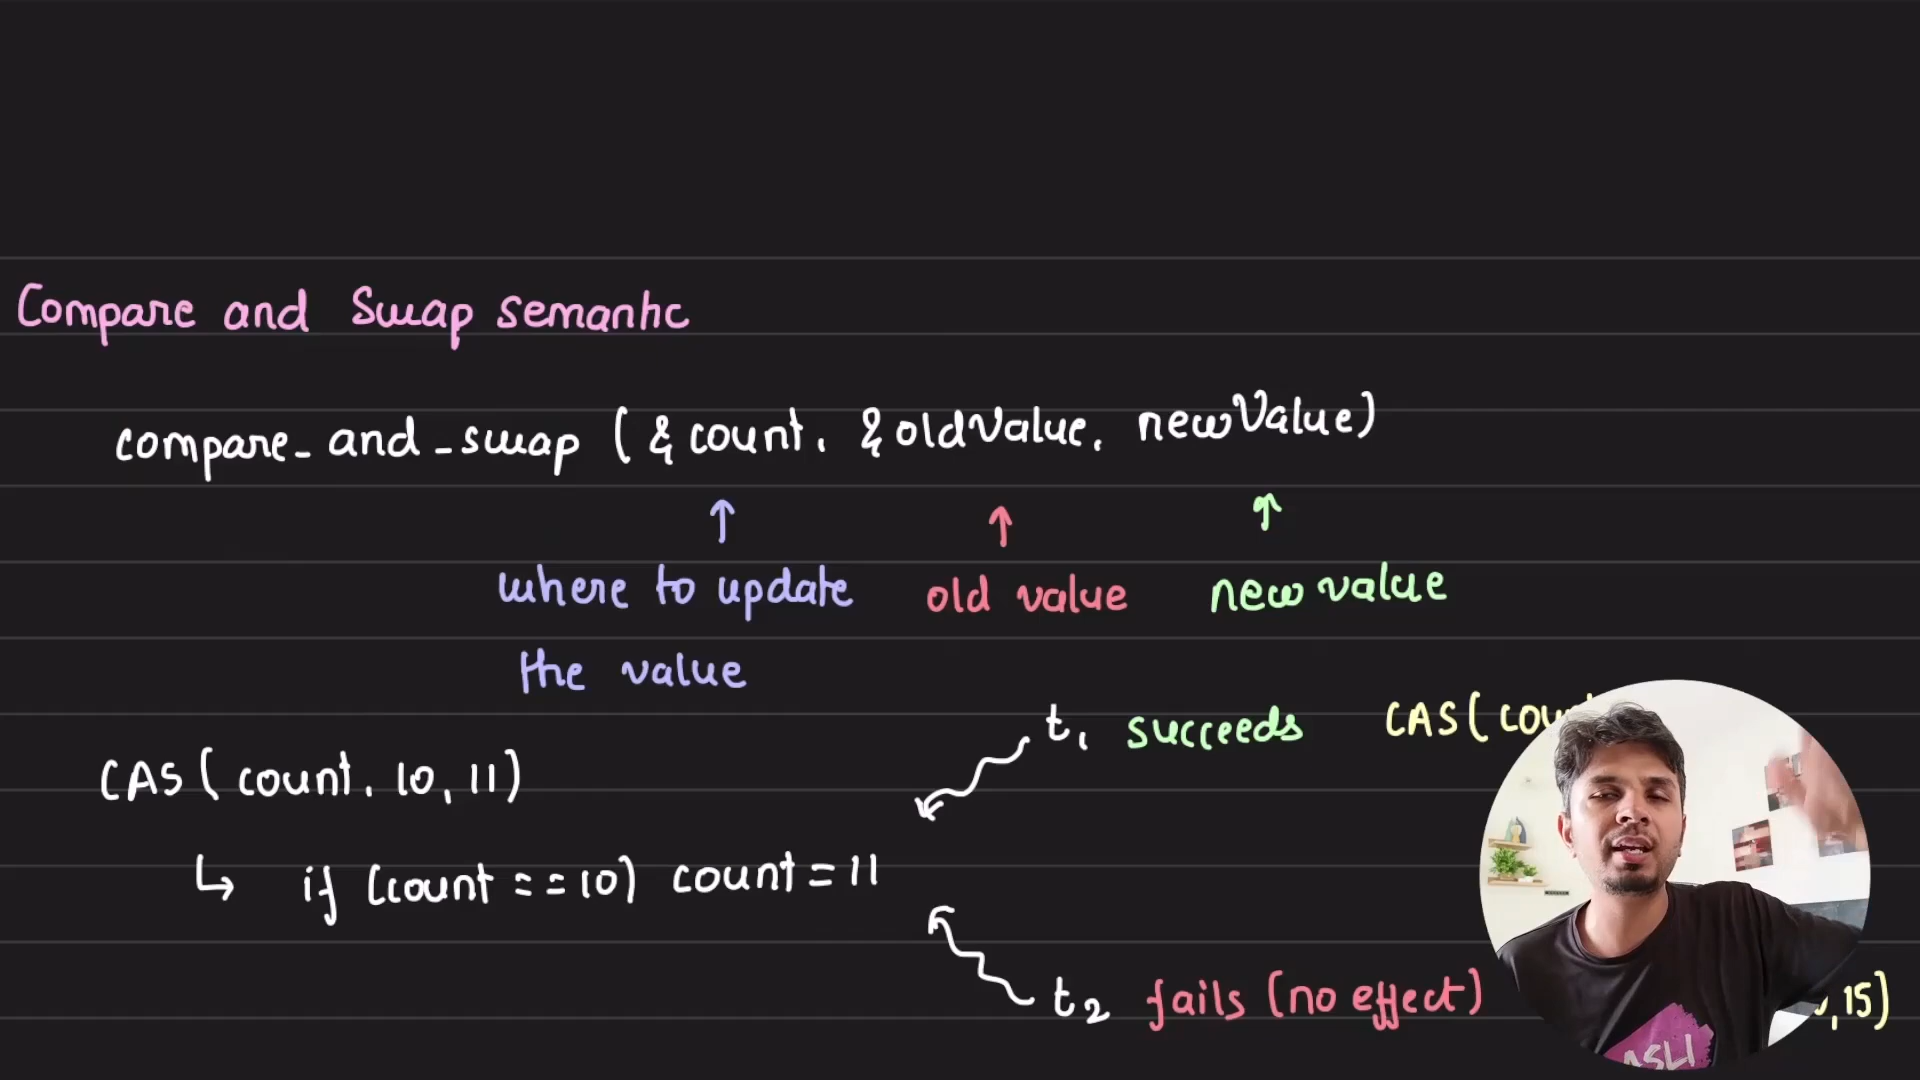 Compare and Swap semantic
compare_and_swap (&count, &oldValue, newValue)
↑ ↑ ↑
where to update old value new value
the value
t₁ succeeds CAS( cou
CAS( count, 10, 11)
↳ if (count == 10) count = 11
t₂ fails (no effect) ,15)
ASLI